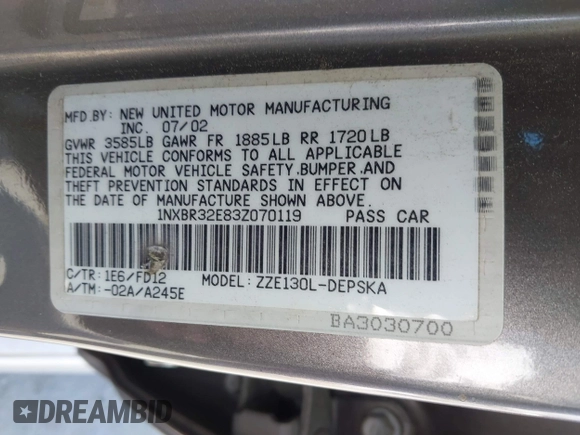 MFD.BY: NEW UNITED MOTOR MANUFACTURING
INC. 07/02
GVWR 3585LB GAWR FR 1885LB RR 1720LB
THIS VEHICLE CONFORMS TO ALL APPLICABLE
FEDERAL MOTOR VEHICLE SAFETY,BUMPER,AND
THEFT PREVENTION STANDARDS IN EFFECT ON
THE DATE OF MANUFACTURE SHOWN ABOVE.
1NXBR32E83Z070119 PASS CAR
C/TR: 1E6/FD12 MODEL: ZZE130L-DEPSKA
A/TM:-02A/A245E
BA3030700
DREAMBID